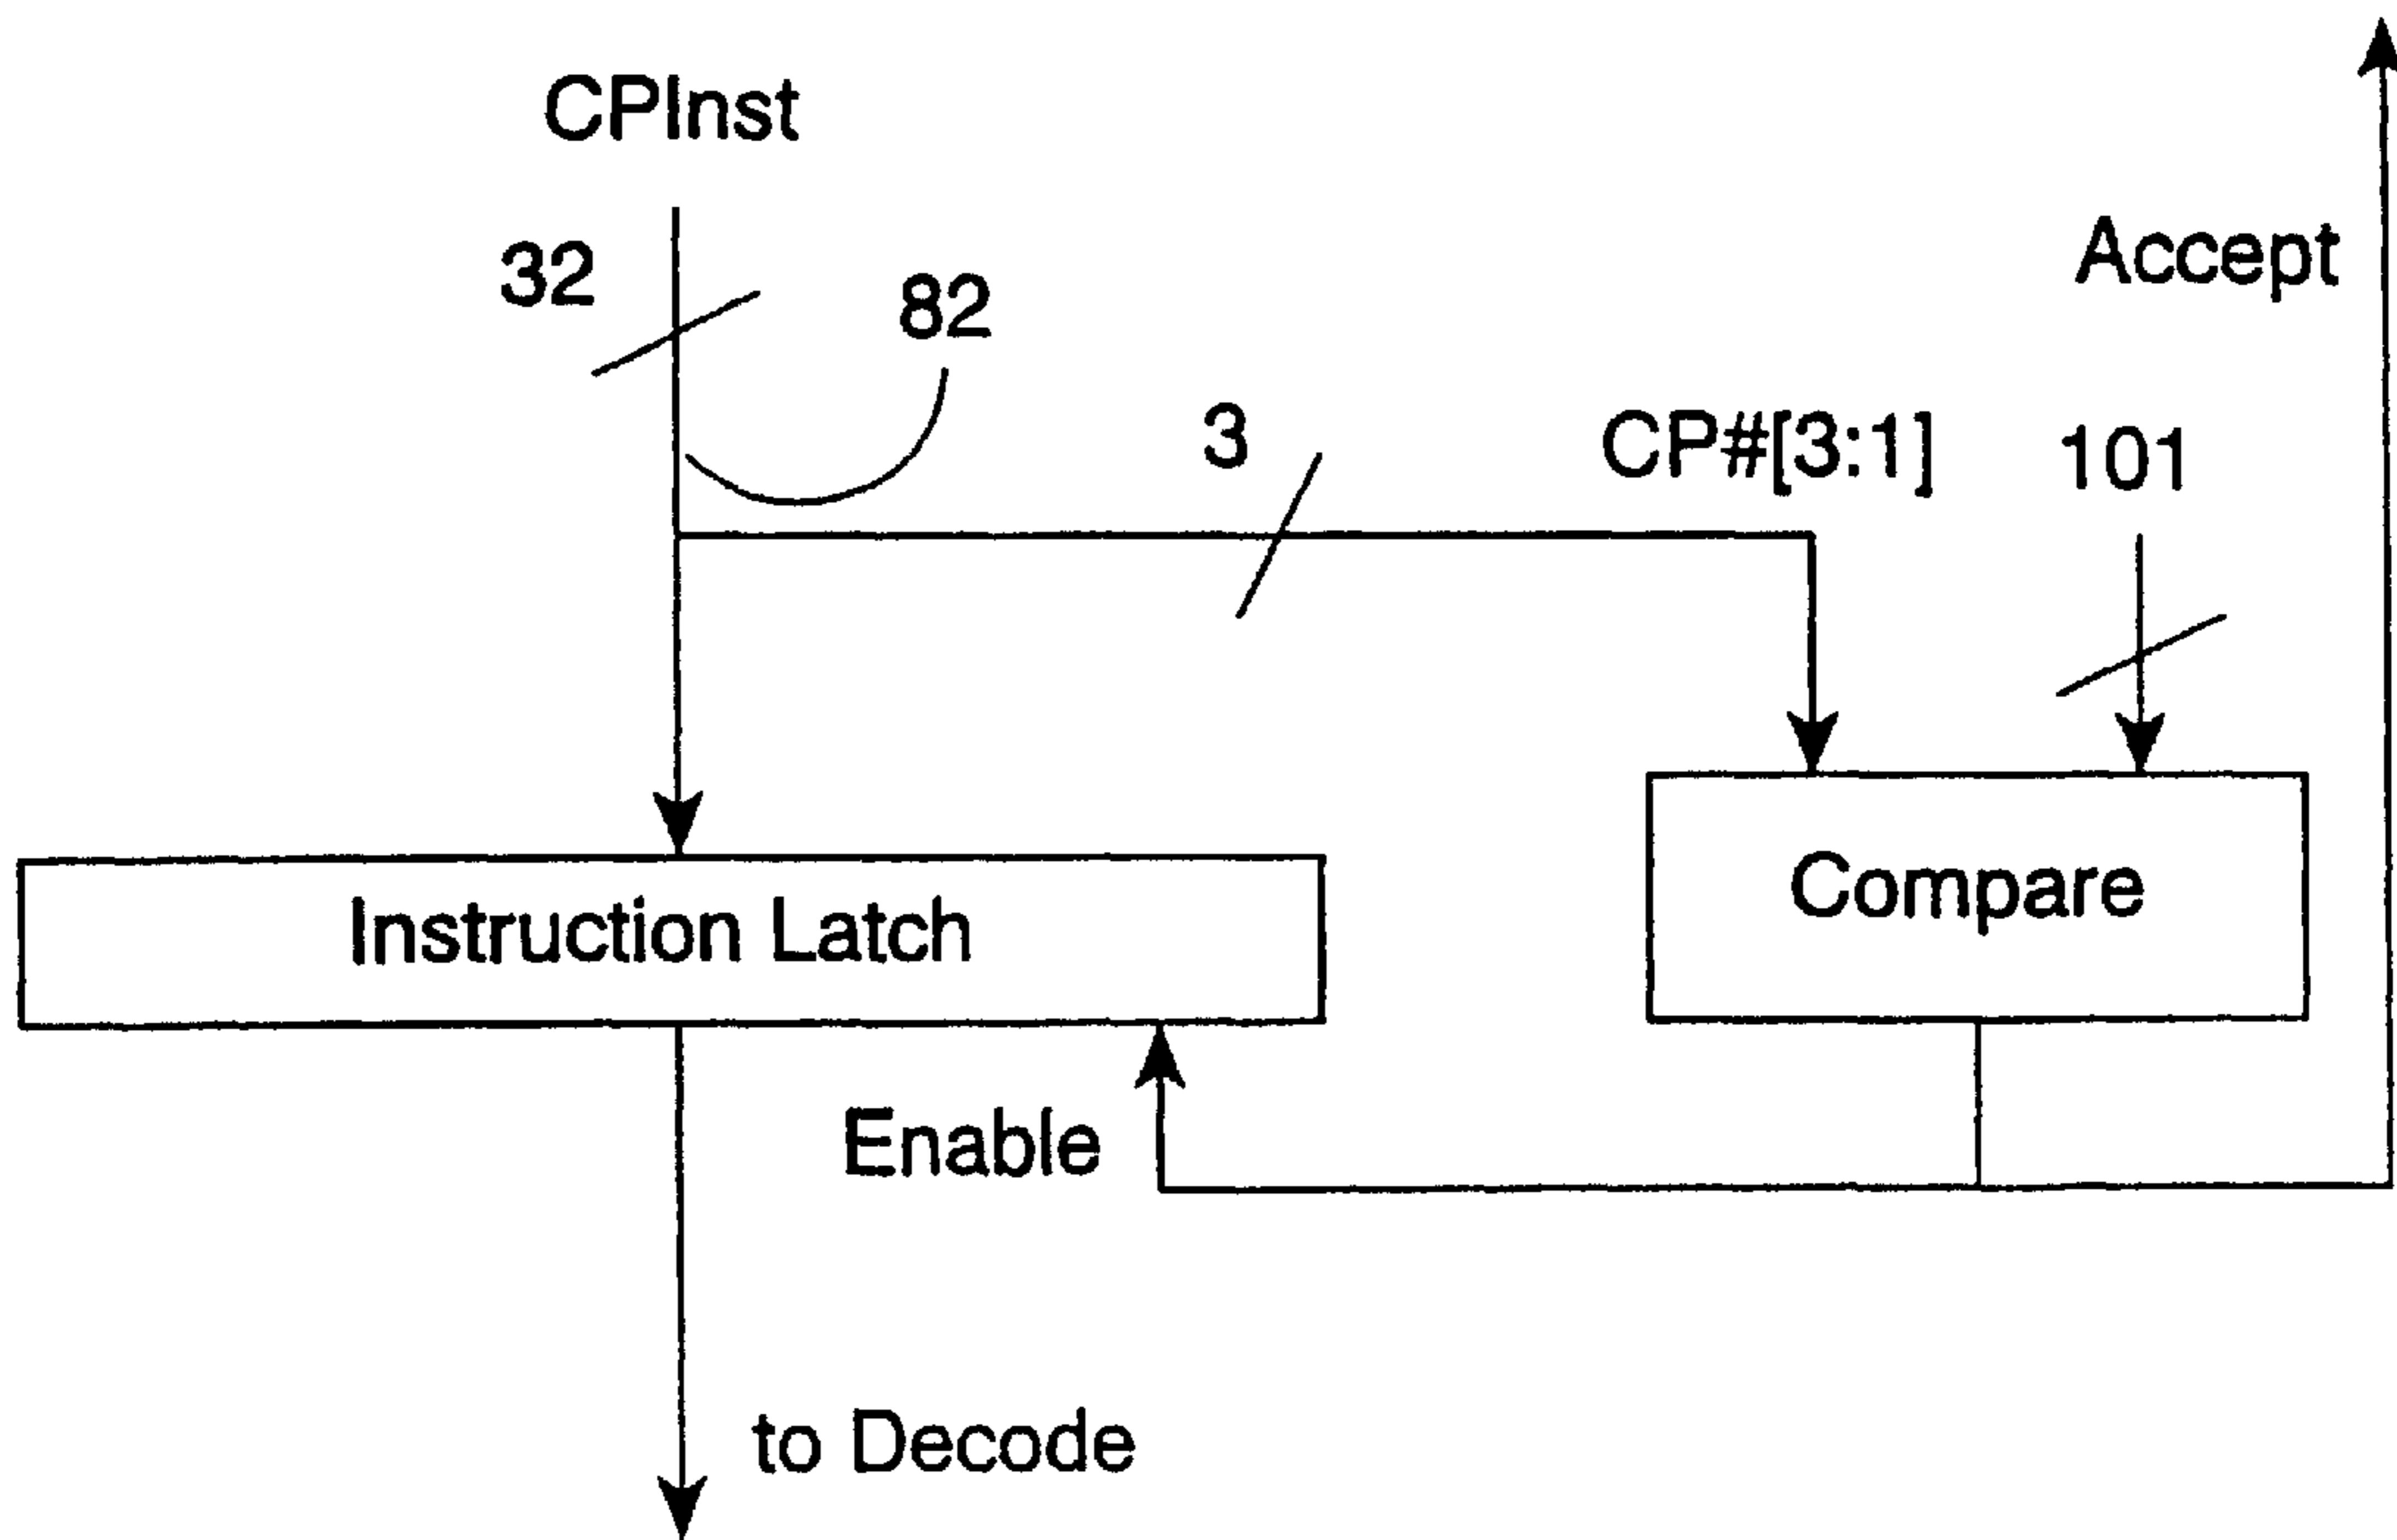 CPInst
32
82
Accept
3
CP#[3:1]
101
Instruction Latch
Compare
Enable
to Decode